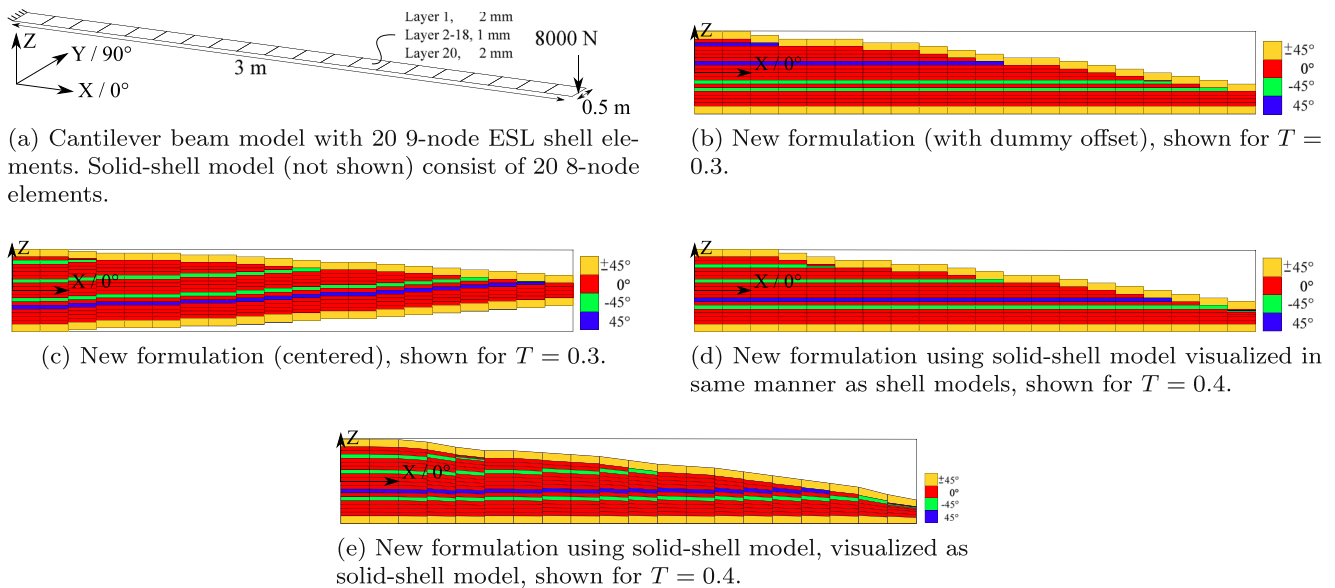 Layer 1, 2 mm
Layer 2-18, 1 mm
Layer 20, 2 mm
8000 N
Z
Y / 90°
X / 0°
3 m
0.5 m
(a) Cantilever beam model with 20 9-node ESL shell ele-
ments. Solid-shell model (not shown) consist of 20 8-node
elements.
Z
X / 0°
±45°
0°
-45°
45°
(b) New formulation (with dummy offset), shown for T =
0.3.
Z
X / 0°
±45°
0°
-45°
45°
(c) New formulation (centered), shown for T = 0.3.
Z
X / 0°
±45°
0°
-45°
45°
(d) New formulation using solid-shell model visualized in
same manner as shell models, shown for T = 0.4.
Z
X / 0°
±45°
0°
-45°
45°
(e) New formulation using solid-shell model, visualized as
solid-shell model, shown for T = 0.4.